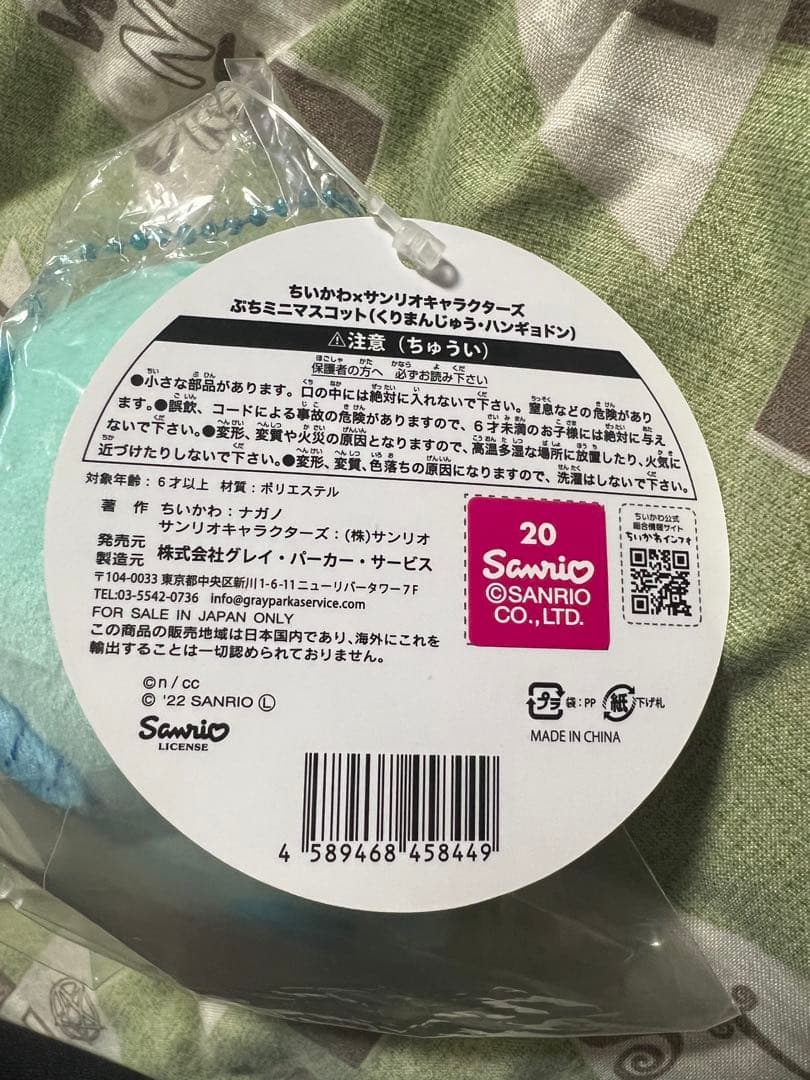 ちいかわ×サンリオキャラクターズ
ぷちミニマスコット(くりまんじゅう・ハンギョドン)
⚠注意（ちゅうい）
保護者の方へ 必ずお読み下さい
●小さな部品があります。口の中には絶対に入れないで下さい。窒息などの危険があり
ます。●誤飲、コードによる事故の危険がありますので、6才未満のお子様には絶対に与え
ないで下さい。●変形、変質や火災の原因となりますので、高温多湿な場所に放置したり、火気に
近づけたりしないで下さい。●変形、変質、色落ちの原因になりますので、洗濯はしないで下さい。
対象年齢：6才以上 材質：ポリエステル
著 作 ちいかわ：ナガノ
サンリオキャラクターズ：(株)サンリオ
発売元
製造元 株式会社グレイ・パーカー・サービス
〒104-0033 東京都中央区新川1-6-11 ニューリバータワー7F
TEL:03-5542-0736 info@grayparkaservice.com
FOR SALE IN JAPAN ONLY
この商品の販売地域は日本国内であり、海外にこれを
輸出することは一切認められておりません。
20
Sanrio
©SANRIO
CO.,LTD.
ちいかわ公式
総合情報サイト
ちいかわインフォ
©n / cc
© '22 SANRIO Ⓛ
Sanrio
LICENSE
プラ 袋：PP 紙 下げ札
MADE IN CHINA
4 589468 458449